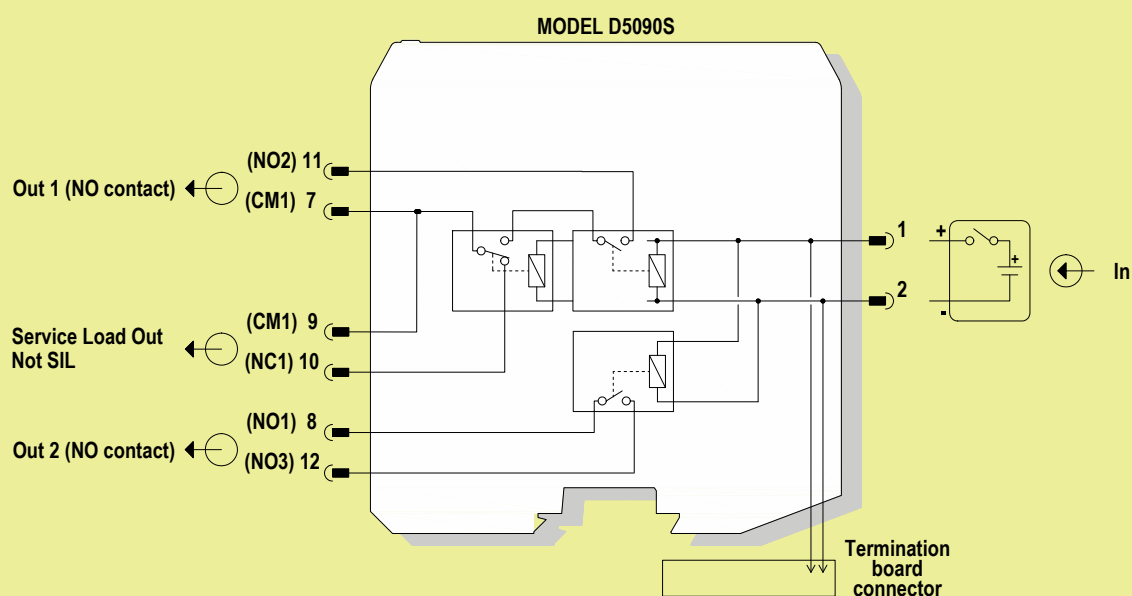 MODEL D5090S
(NO2) 11
Out 1 (NO contact)
(CM1) 7
1
+
+
In
2
-
(CM1) 9
Service Load Out
Not SIL
(NC1) 10
(NO1) 8
Out 2 (NO contact)
(NO3) 12
Termination
board
connector